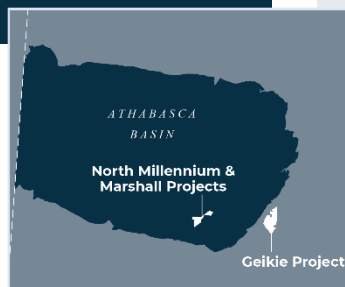 ATHABASCA
BASIN
North Millennium &
Marshall Projects
Geikie Project